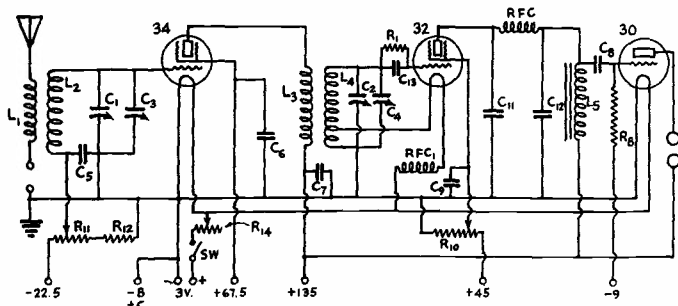 34
32
RFC
30
L1
L2
C1
C3
C5
C6
L3
L4
C2
C4
R1
C13
RFC1
C7
C9
C11
C12
L5
C8
R8
R11
R12
R14
SW
R10
-22.5
-B
+C
3V.
+
+67.5
+135
+45
-9